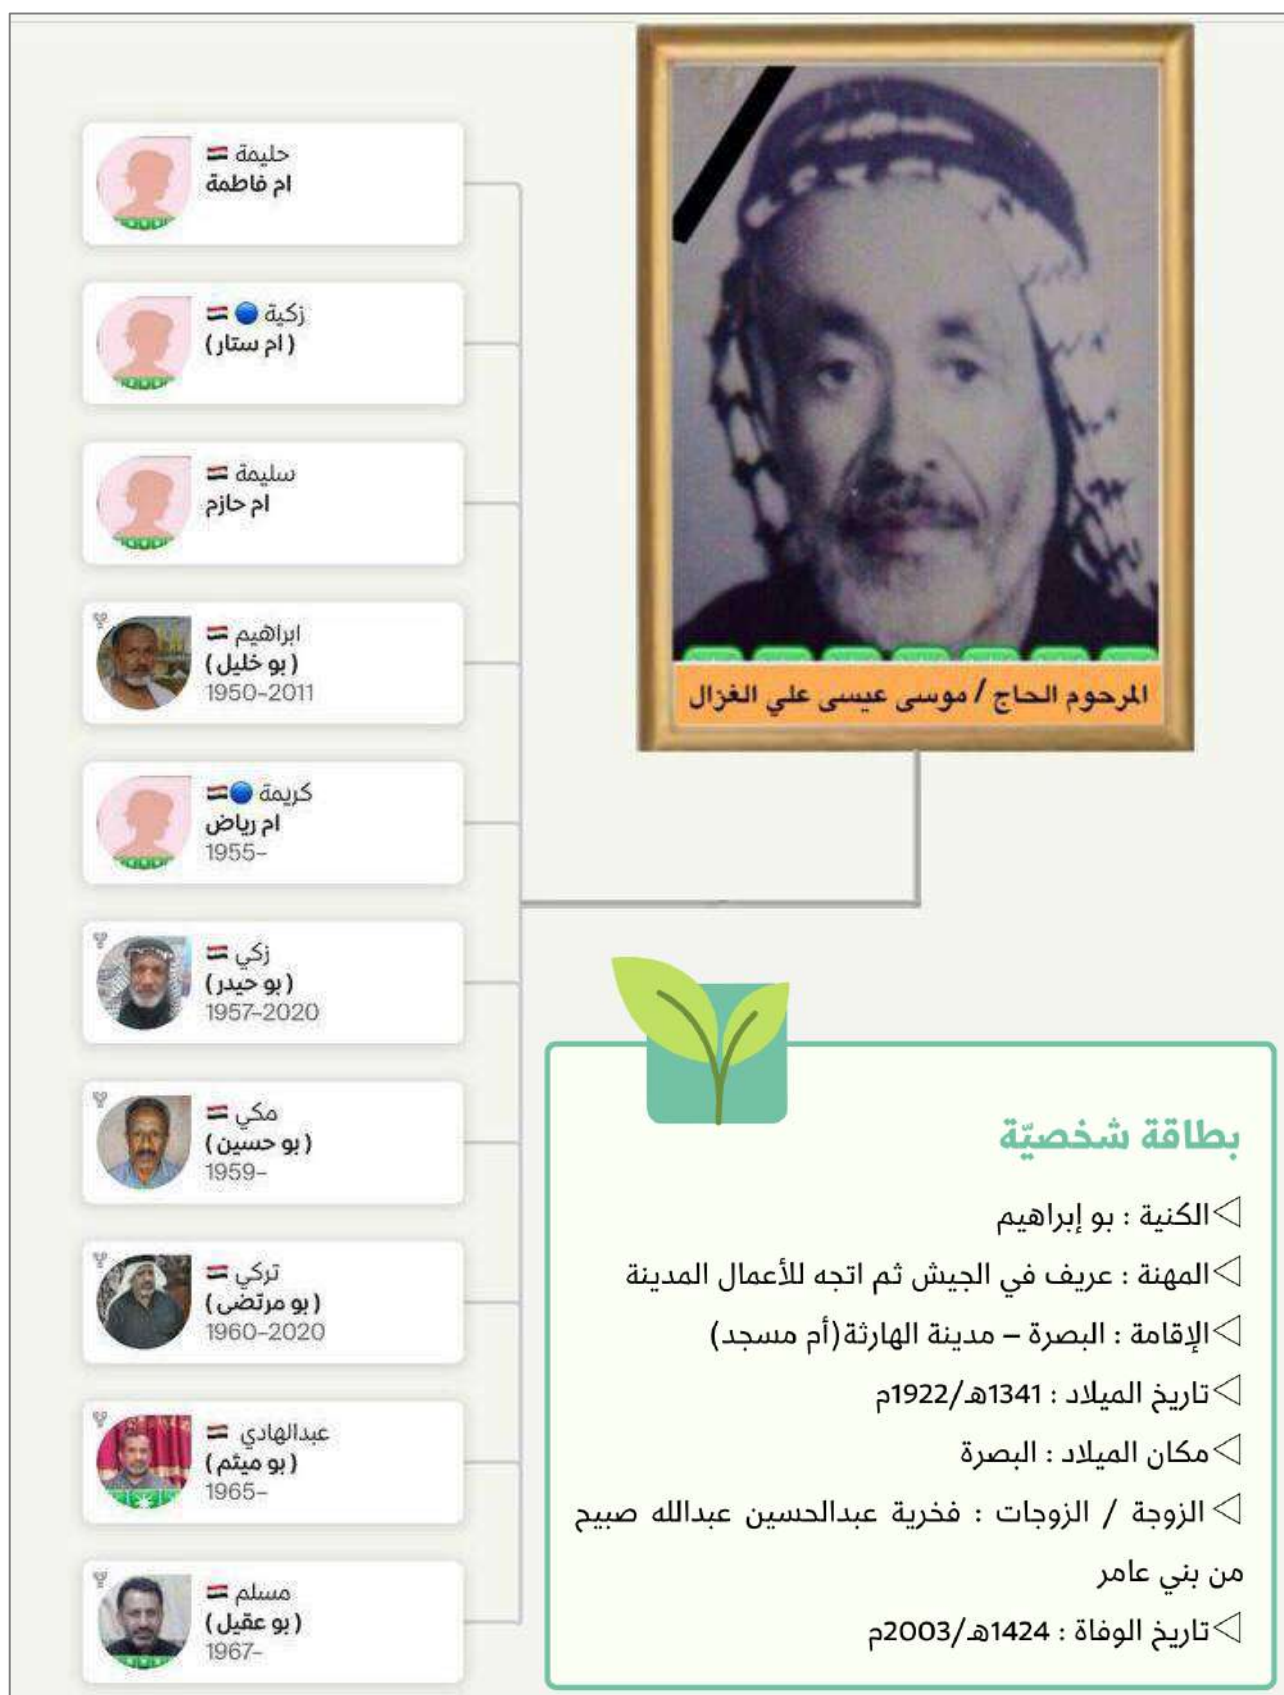 المرحوم الحاج / موسى عيسى علي الغزال
حليمة
ام فاطمة
زكية
(ام ستار)
سليمة
ام حازم
ابراهيم
(بو خليل)
1950-2011
كريمة
ام رياض
1955-
زكي
(بو حيدر)
1957-2020
مكي
(بو حسين)
1959-
تركي
(بو مرتضى)
1960-2020
عبدالهادي
(بو ميثم)
1965-
مسلم
(بو عقيل)
1967-
بطاقة شخصيّة
الكنية : بو إبراهيم
المهنة : عريف في الجيش ثم اتجه للأعمال المدينة
الإقامة : البصرة – مدينة الهارثة(أم مسجد)
تاريخ الميلاد : 1341هـ/1922م
مكان الميلاد : البصرة
الزوجة / الزوجات : فخرية عبدالحسين عبدالله صبيح
من بني عامر
تاريخ الوفاة : 1424هـ/2003م